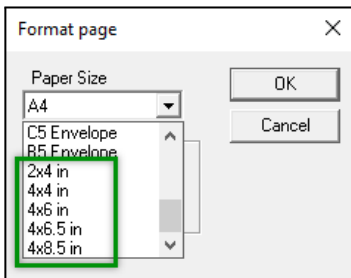 Format page
Paper Size
OK
A4
Cancel
C5 Envelope
B5 Envelope
2x4 in
4x4 in
4x6 in
4x6.5 in
4x8.5 in